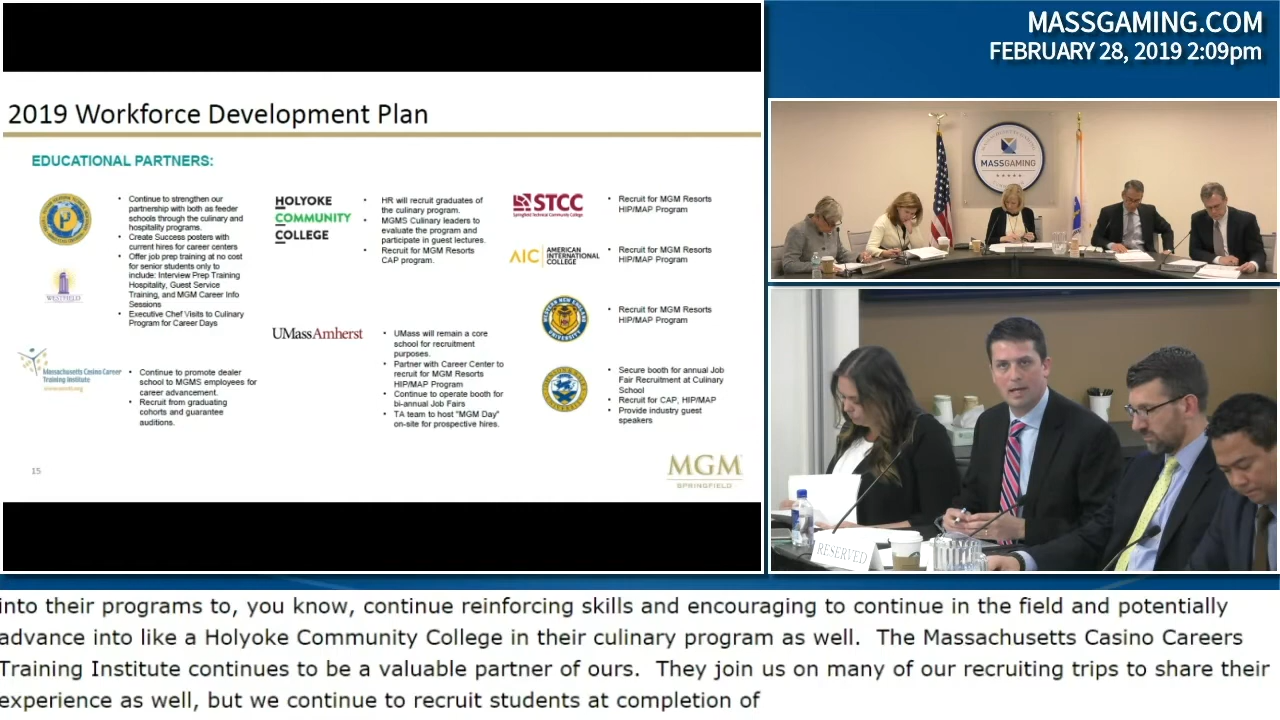 MASSGAMING.COM
FEBRUARY 28, 2019 2:09pm
2019 Workforce Development Plan
EDUCATIONAL PARTNERS:
• Continue to strengthen our
partnership with both as feeder
schools through the culinary and
hospitality programs.
• Create Success posters with
current hires for career centers
• Offer job prep training at no cost
for senior students only to
include: Interview Prep Training
Hospitality, Guest Service
Training, and MGM Career Info
Sessions
• Executive Chef Visits to Culinary
Program for Career Days
WESTFIELD
Massachusetts Casino Career
Training Institute
• Continue to promote dealer
school to MGMS employees for
career advancement.
• Recruit from graduating
cohorts and guarantee
auditions.
HOLYOKE
COMMUNITY
COLLEGE
• HR will recruit graduates of
the culinary program.
• MGMS Culinary leaders to
evaluate the program and
participate in guest lectures.
• Recruit for MGM Resorts
CAP program.
UMassAmherst
• UMass will remain a core
school for recruitment
purposes.
• Partner with Career Center to
recruit for MGM Resorts
HIP/MAP Program
• Continue to operate booth for
bi-annual Job Fairs
• TA team to host "MGM Day"
on-site for prospective hires.
STCC
Springfield Technical Community College
• Recruit for MGM Resorts
HIP/MAP Program
AIC AMERICAN
INTERNATIONAL
COLLEGE
• Recruit for MGM Resorts
HIP/MAP Program
WESTERN NEW ENGLAND
UNIVERSITY
• Recruit for MGM Resorts
HIP/MAP Program
• Secure booth for annual Job
Fair Recruitment at Culinary
School
• Recruit for CAP, HIP/MAP
• Provide industry guest
speakers
15
MGM
SPRINGFIELD
MASSGAMING
RESERVED
into their programs to, you know, continue reinforcing skills and encouraging to continue in the field and potentially
advance into like a Holyoke Community College in their culinary program as well. The Massachusetts Casino Careers
Training Institute continues to be a valuable partner of ours. They join us on many of our recruiting trips to share their
experience as well, but we continue to recruit students at completion of